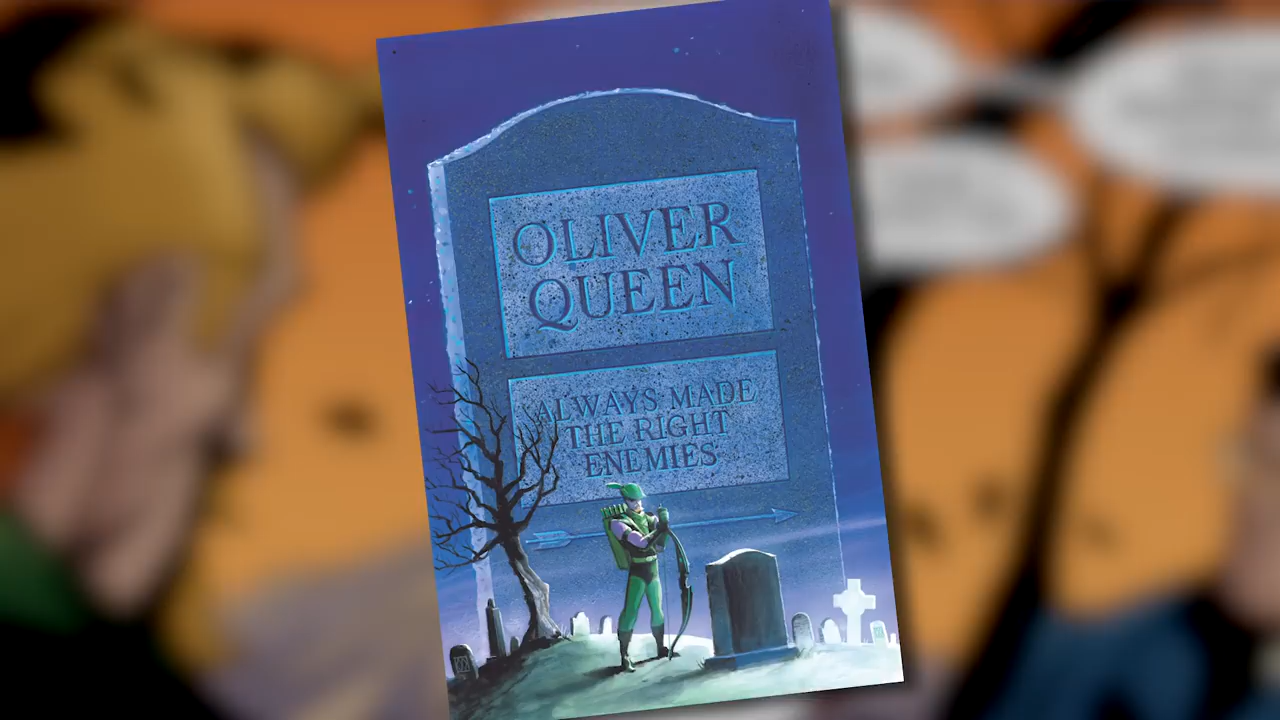 OLIVER
QUEEN
ALWAYS MADE
THE RIGHT
ENEMIES